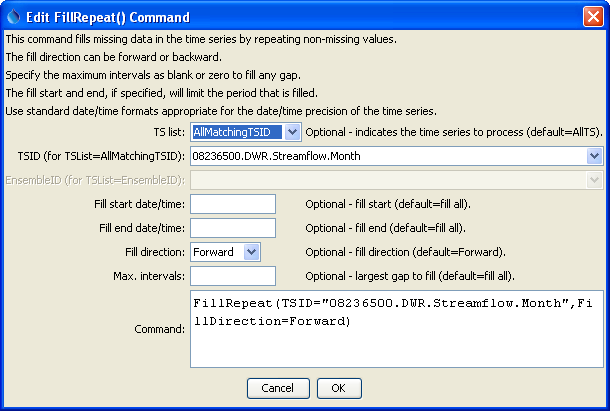 Edit FillRepeat() Command
This command fills missing data in the time series by repeating non-missing values.
The fill direction can be forward or backward.
Specify the maximum intervals as blank or zero to fill any gap.
The fill start and end, if specified, will limit the period that is filled.
Use standard date/time formats appropriate for the date/time precision of the time series.
TS list: AllMatchingTSID Optional - indicates the time series to process (default=AllTS).
TSID (for TSList=AllMatchingTSID): 08236500.DWR.Streamflow.Month
EnsembleID (for TSList=EnsembleID):
Fill start date/time: Optional - fill start (default=fill all).
Fill end date/time: Optional - fill end (default=fill all).
Fill direction: Forward Optional - fill direction (default=Forward).
Max. intervals: Optional - largest gap to fill (default=fill all).
Command: FillRepeat(TSID="08236500.DWR.Streamflow.Month",Fi
llDirection=Forward)
Cancel OK